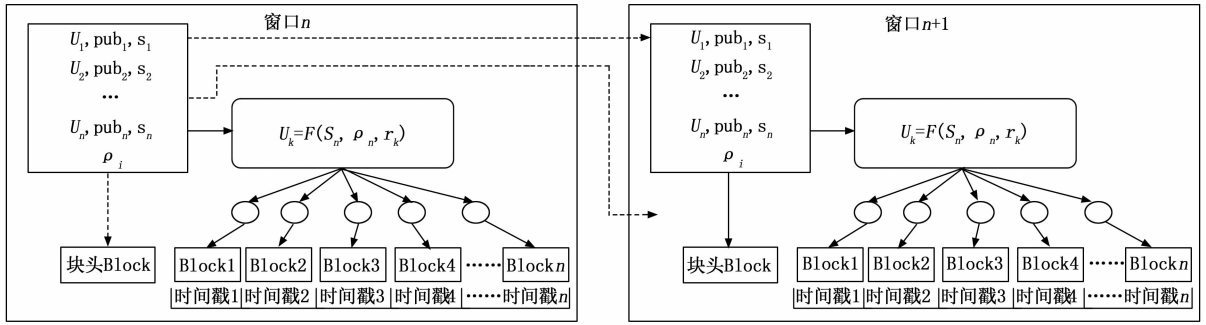 窗口n
U1,pub1,s1
U2,pub2,s2
…
Un,pubn,sn
ρi
Uk=F(Sn, ρn,rk)
块头Block
Block1 Block2 Block3 Block4 …… Blockn
时间戳1 时间戳2 时间戳3 时间戳4 …… 时间戳n
窗口n+1
U1,pub1,s1
U2,pub2,s2
…
Un,pubn,sn
ρi
Uk=F(Sn, ρn,rk)
块头Block
Block1 Block2 Block3 Block4 …… Blockn
时间戳1 时间戳2 时间戳3 时间戳4 …… 时间戳n